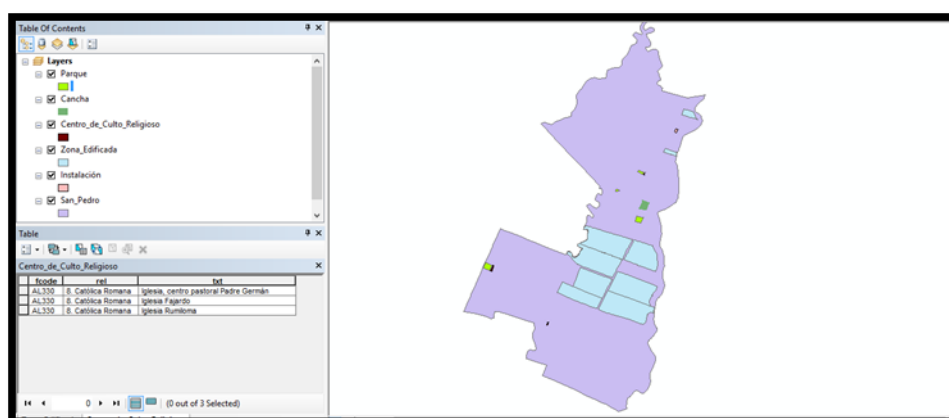 Table Of Contents
Layers
Parque
Cancha
Centro_de_Culto_Religioso
Zona_Edificada
Instalación
San_Pedro
Table
Centro_de_Culto_Religioso
fcode rel txt
AL330 8. Católica Romana Iglesia, centro pastoral Padre Germán
AL330 8. Católica Romana Iglesia Fajardo
AL330 8. Católica Romana Iglesia Rumiloma
0 (0 out of 3 Selected)